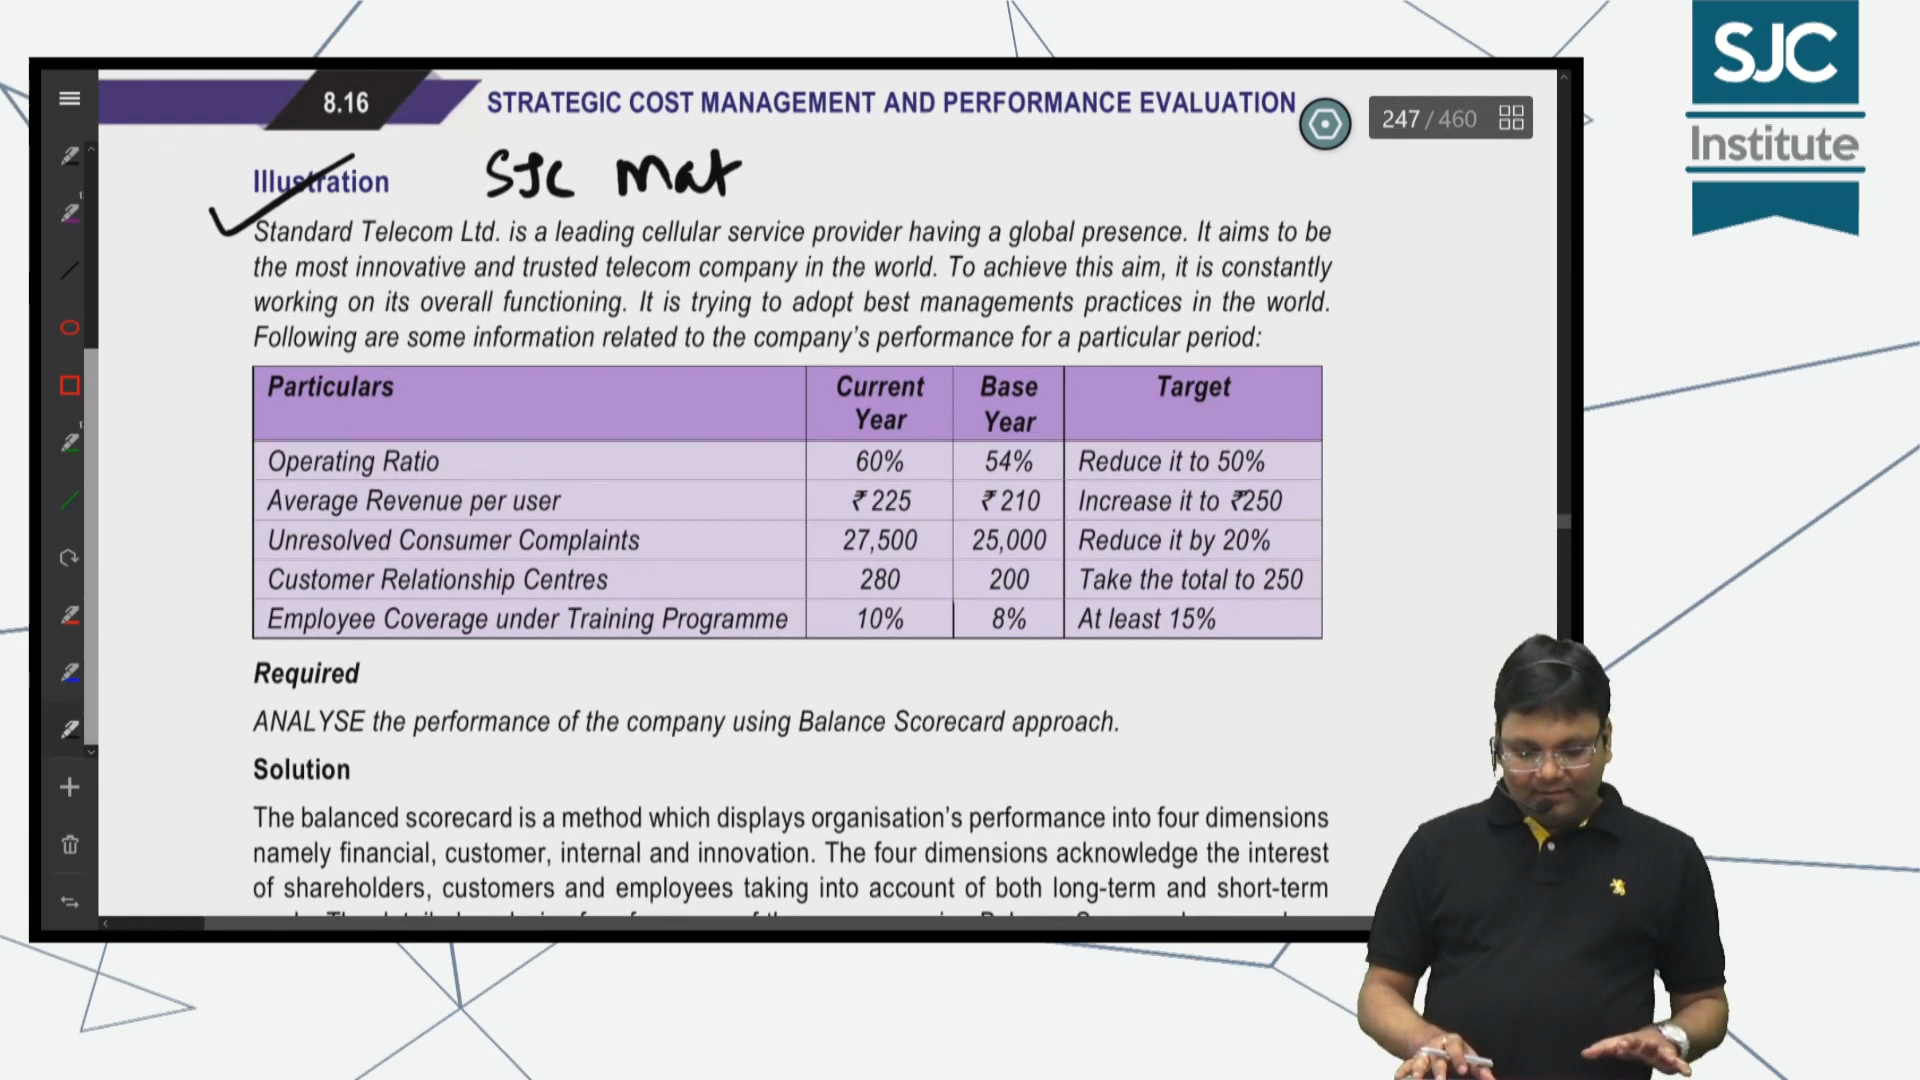 8.16 STRATEGIC COST MANAGEMENT AND PERFORMANCE EVALUATION
247 / 460
SJC
Institute
Illustration SJC Mat
Standard Telecom Ltd. is a leading cellular service provider having a global presence. It aims to be
the most innovative and trusted telecom company in the world. To achieve this aim, it is constantly
working on its overall functioning. It is trying to adopt best managements practices in the world.
Following are some information related to the company's performance for a particular period:
Particulars Current Year Base Year Target
Operating Ratio 60% 54% Reduce it to 50%
Average Revenue per user ₹ 225 ₹ 210 Increase it to ₹250
Unresolved Consumer Complaints 27,500 25,000 Reduce it by 20%
Customer Relationship Centres 280 200 Take the total to 250
Employee Coverage under Training Programme 10% 8% At least 15%
Required
ANALYSE the performance of the company using Balance Scorecard approach.
Solution
The balanced scorecard is a method which displays organisation's performance into four dimensions
namely financial, customer, internal and innovation. The four dimensions acknowledge the interest
of shareholders, customers and employees taking into account of both long-term and short-term